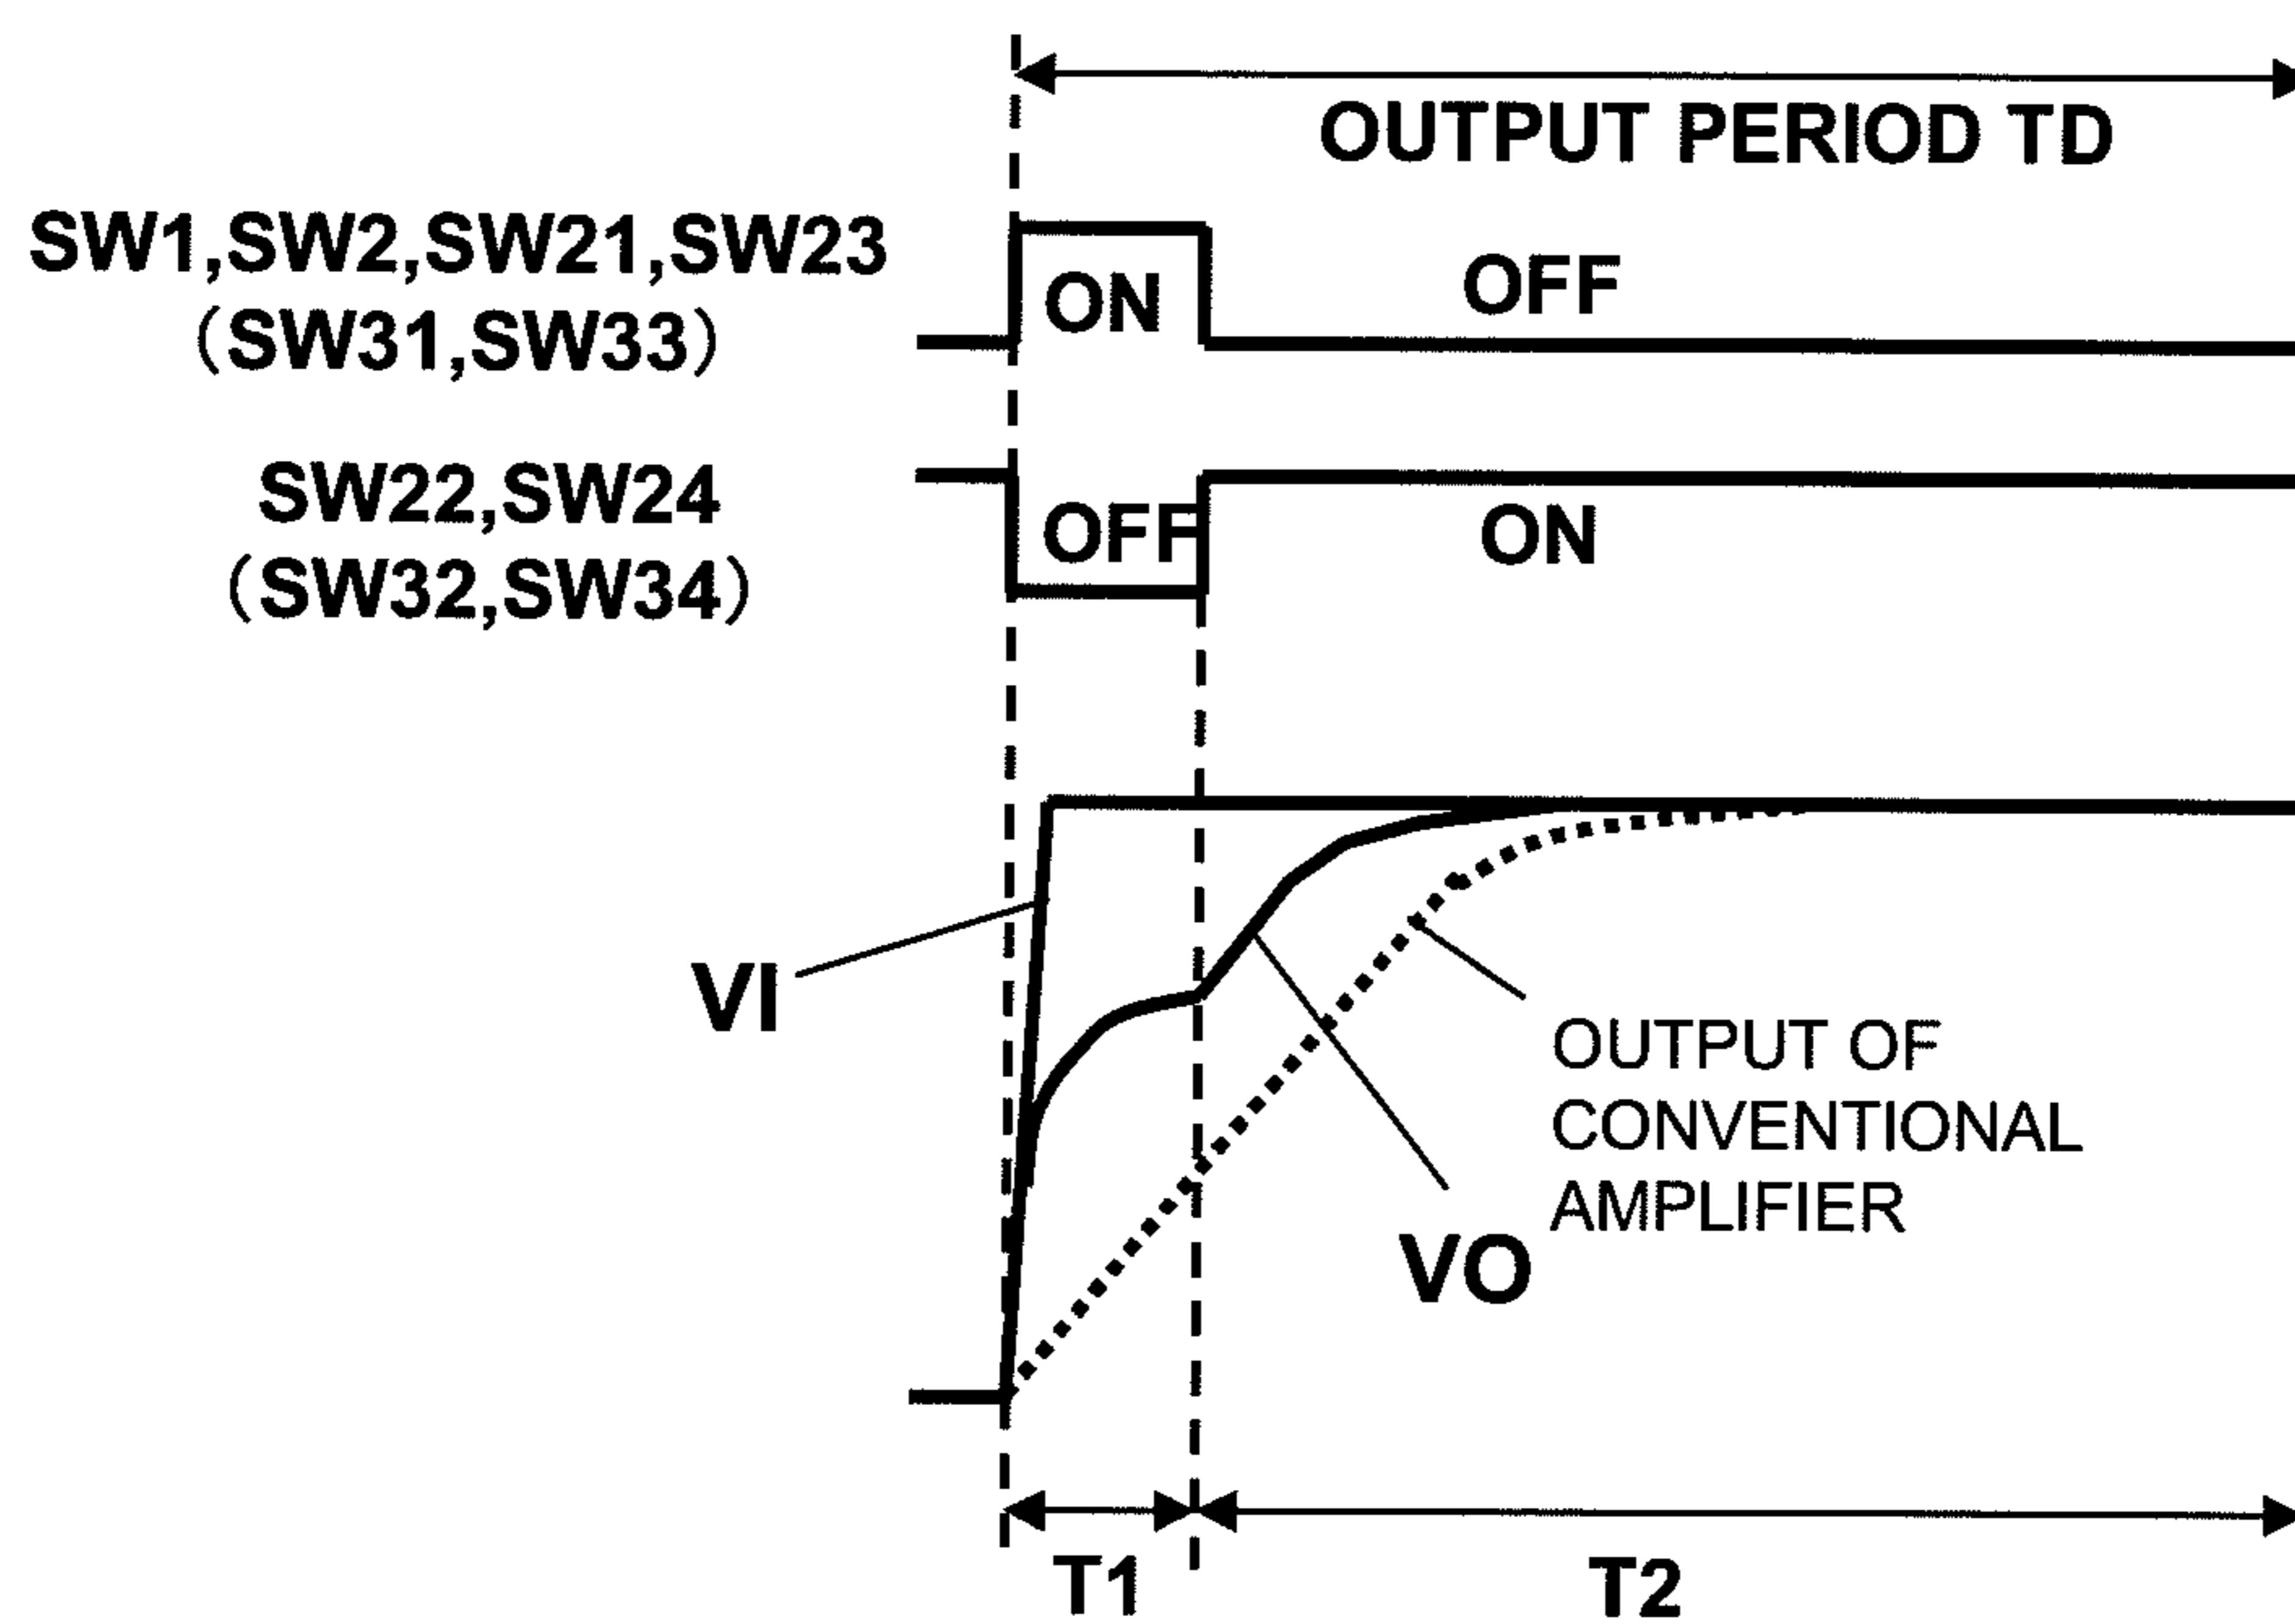 OUTPUT PERIOD TD
SW1,SW2,SW21,SW23
(SW31,SW33)
ON
OFF
SW22,SW24
(SW32,SW34)
OFF
ON
VI
OUTPUT OF
CONVENTIONAL
AMPLIFIER
VO
T1
T2